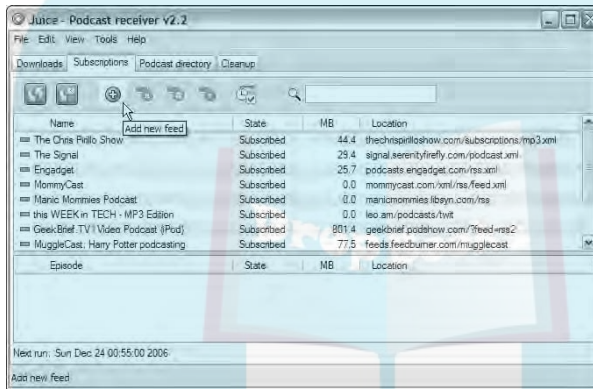 Juice - Podcast receiver v2.2
File Edit View Tools Help
Downloads Subscriptions Podcast directory Cleanup
Add new feed
Name State MB Location
The Chris Pirillo Show Subscribed 44.4 thechrispirilloshow.com/subscriptions/mp3.xml
The Signal Subscribed 29.4 signal.serenityfirefly.com/podcast.xml
Engadget Subscribed 25.7 podcasts.engadget.com/rss.xml
MommyCast Subscribed 0.0 mommycast.com/xml/rss/feed.xml
Manic Mommies Podcast Subscribed 0.0 manicmommies.libsyn.com/rss
this WEEK in TECH - MP3 Edition Subscribed 0.0 leo.am/podcasts/twit
GeekBrief.TV | Video Podcast (iPod) Subscribed 801.4 geekbrief.podshow.com/?feed=rss2
MuggleCast: Harry Potter podcasting Subscribed 77.5 feeds.feedburner.com/mugglecast
Episode State MB Location
Next run: Sun Dec 24 00:55:00 2006
Add new feed